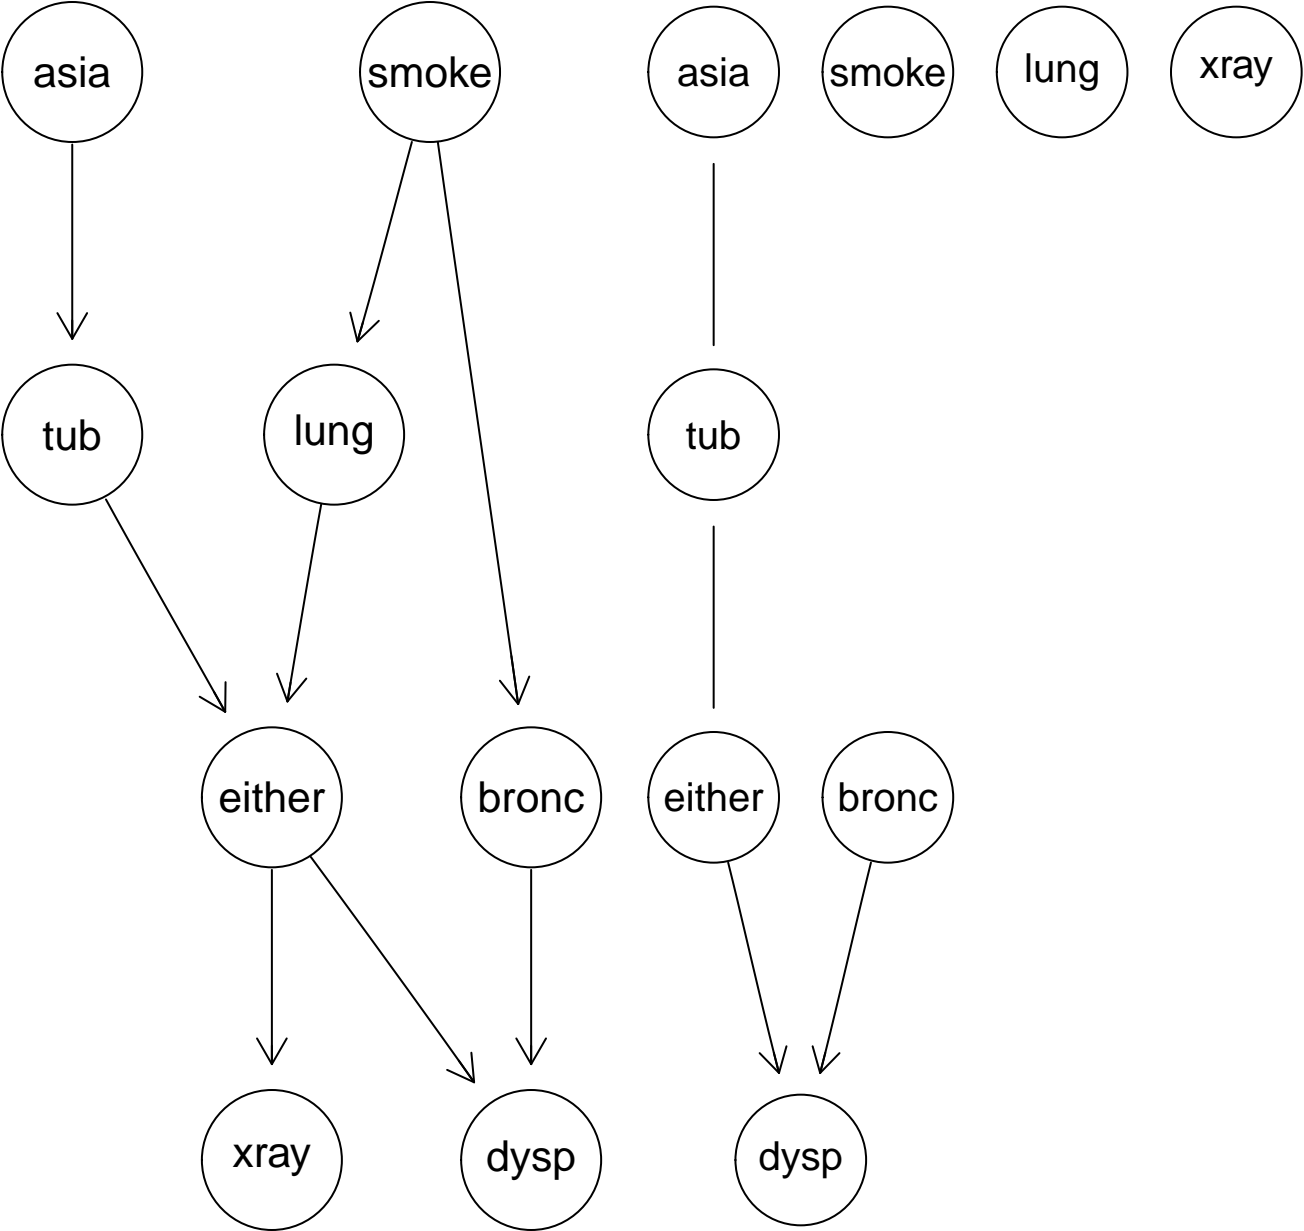 asia
smoke
tub
lung
either
bronc
xray
dysp
asia
smoke
lung
xray
tub
either
bronc
dysp